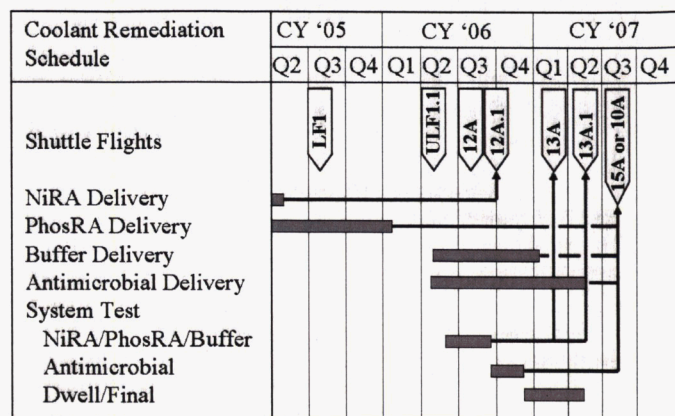 Coolant Remediation Schedule
CY ‘05 CY ‘06 CY ‘07
Q2 Q3 Q4 Q1 Q2 Q3 Q4 Q1 Q2 Q3 Q4
Shuttle Flights
LF1
ULF1.1
12A
12A.1
13A
13A.1
15A or 10A
NiRA Delivery
PhosRA Delivery
Buffer Delivery
Antimicrobial Delivery
System Test
NiRA/PhosRA/Buffer
Antimicrobial
Dwell/Final